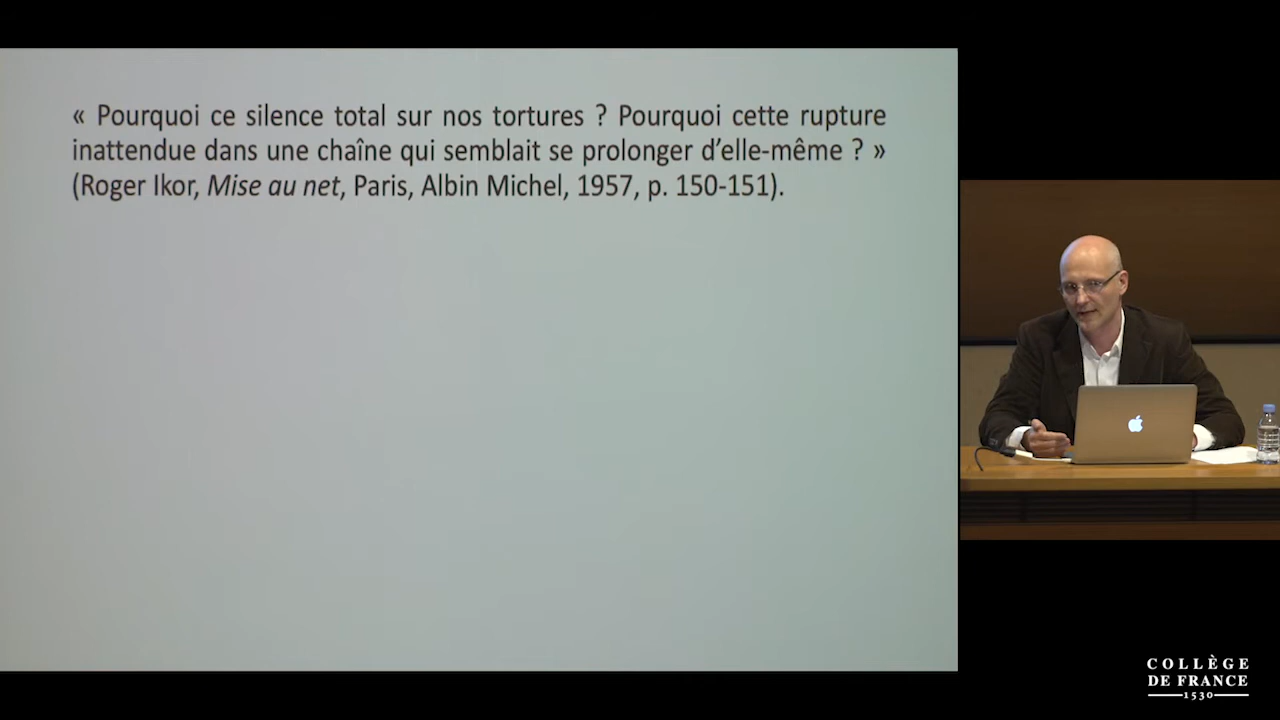 « Pourquoi ce silence total sur nos tortures ? Pourquoi cette rupture
inattendue dans une chaîne qui semblait se prolonger d’elle-même ? »
(Roger Ikor, Mise au net, Paris, Albin Michel, 1957, p. 150-151).
COLLÈGE
DE FRANCE
1530